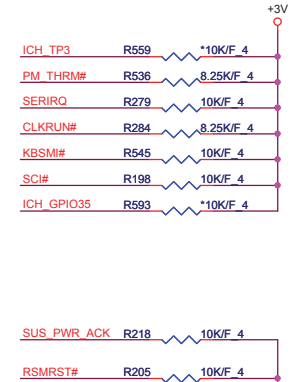 +3V
ICH_TP3 R559 *10K/F_4
PM_THRM# R536 8.25K/F_4
SERIRQ R279 10K/F_4
CLKRUN# R284 8.25K/F_4
KBSMI# R545 10K/F_4
SCI# R198 10K/F_4
ICH_GPIO35 R593 *10K/F_4
SUS_PWR_ACK R218 10K/F_4
RSMRST# R205 10K/F_4